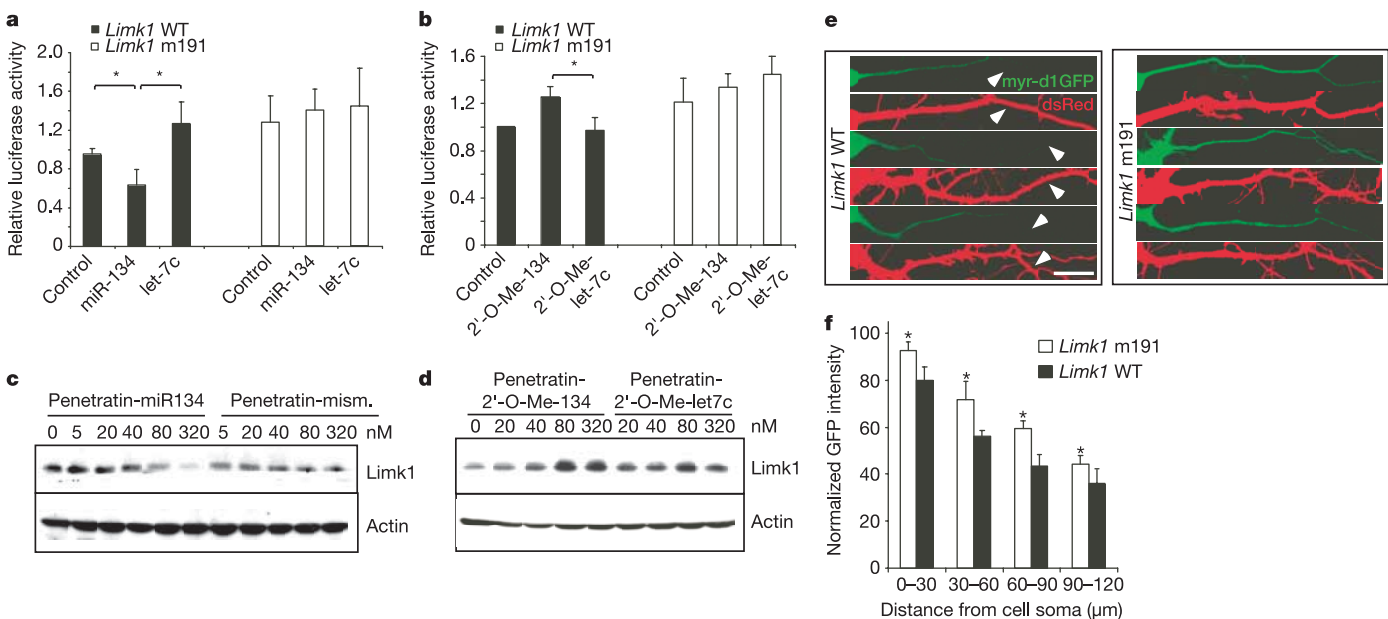 a
Limk1 WT
Limk1 m191
Relative luciferase activity
2.0
1.6
1.2
0.8
0.4
0
* *
Control
miR-134
let-7c
Control
miR-134
let-7c
b
Limk1 WT
Limk1 m191
Relative luciferase activity
1.6
1.2
1.0
0.8
0.4
0
*
Control
2'-O-Me-134
2'-O-Me-
let-7c
Control
2'-O-Me-134
2'-O-Me-
let-7c
c
Penetratin-miR134 Penetratin-mism.
0 5 20 40 80 320 5 20 40 80 320 nM
Limk1
Actin
d
Penetratin-
2'-O-Me-134
Penetratin-
2'-O-Me-let7c
0 20 40 80 320 20 40 80 320 nM
Limk1
Actin
e
Limk1 WT
myr-d1GFP
dsRed
Limk1 m191
f
Normalized GFP intensity
100
80
60
40
20
0
* * * *
Limk1 m191
Limk1 WT
0–30 30–60 60–90 90–120
Distance from cell soma (µm)